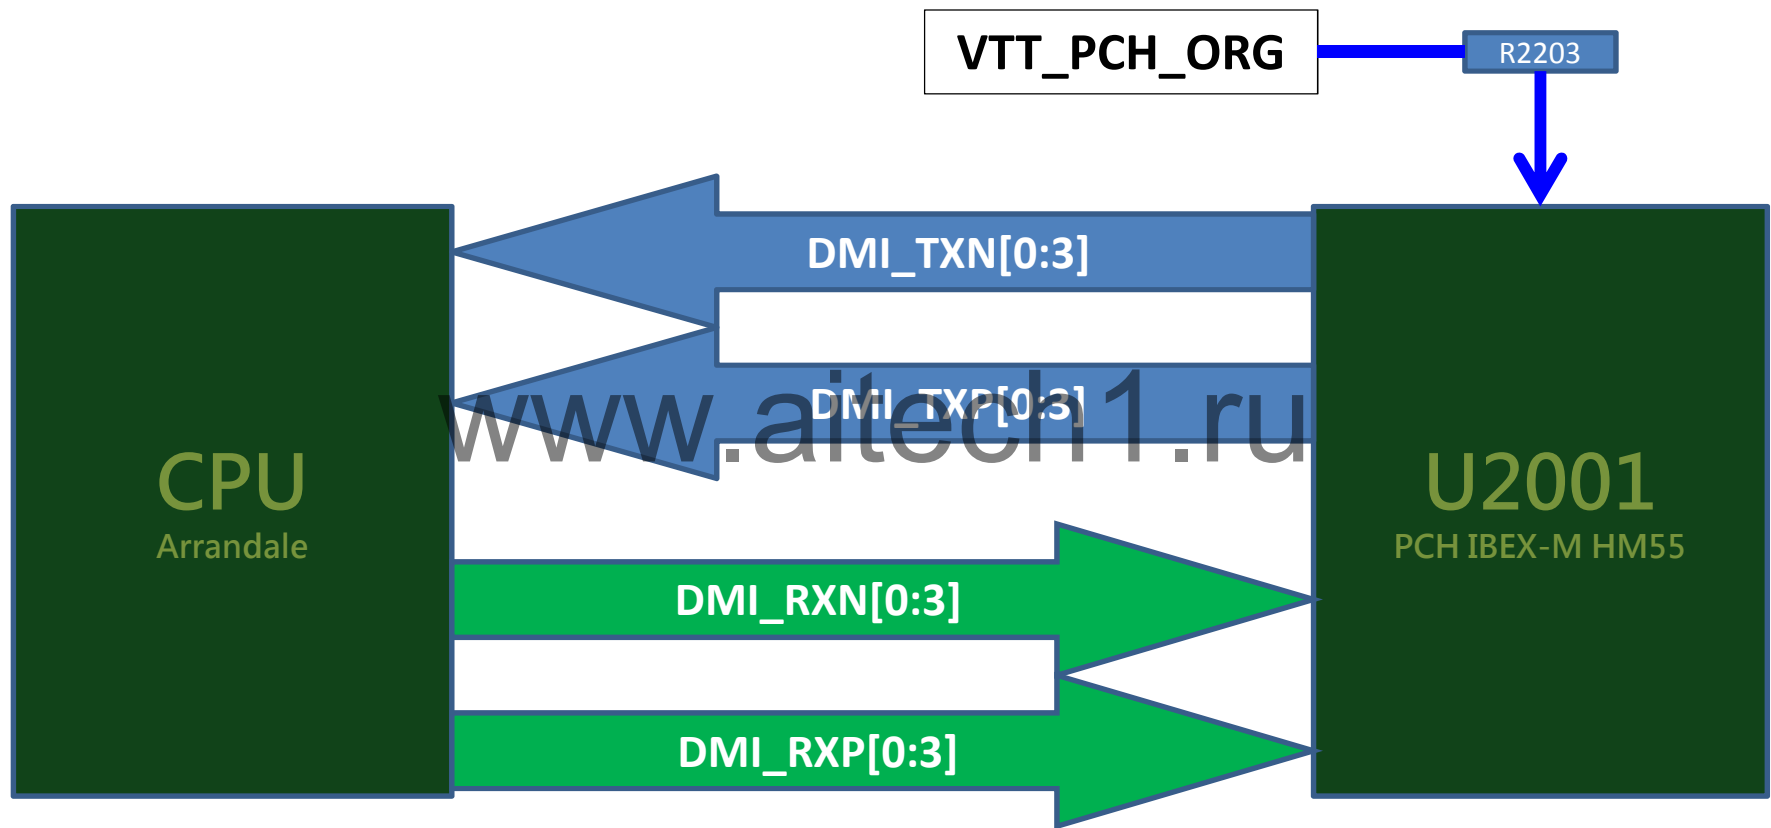 VTT_PCH_ORG
R2203
DMI_TXN[0:3]
DMI_TXP[0:3]
www.aitech1.ru
CPU
Arrandale
U2001
PCH IBEX-M HM55
DMI_RXN[0:3]
DMI_RXP[0:3]